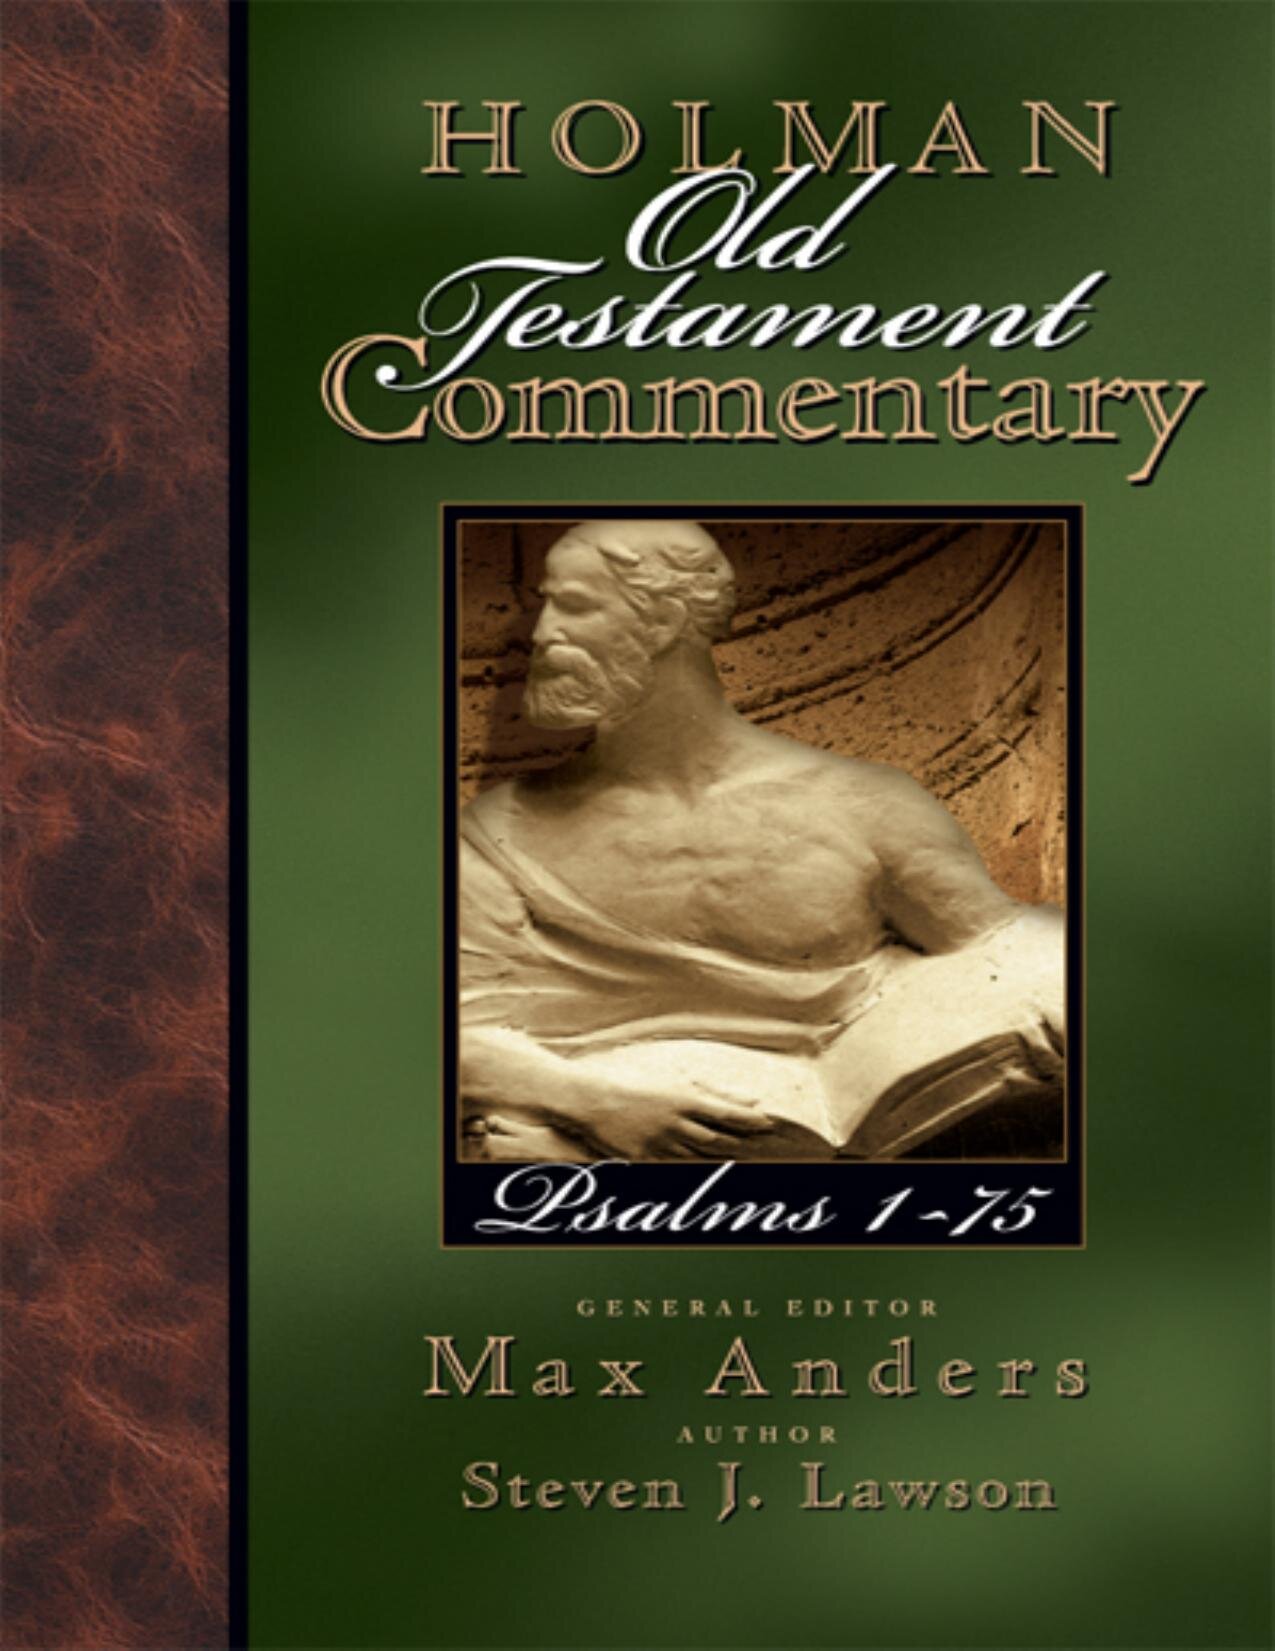 HOLMAN
Old
Testament
Commentary
Psalms 1-75
GENERAL EDITOR
Max Anders
AUTHOR
Steven J. Lawson